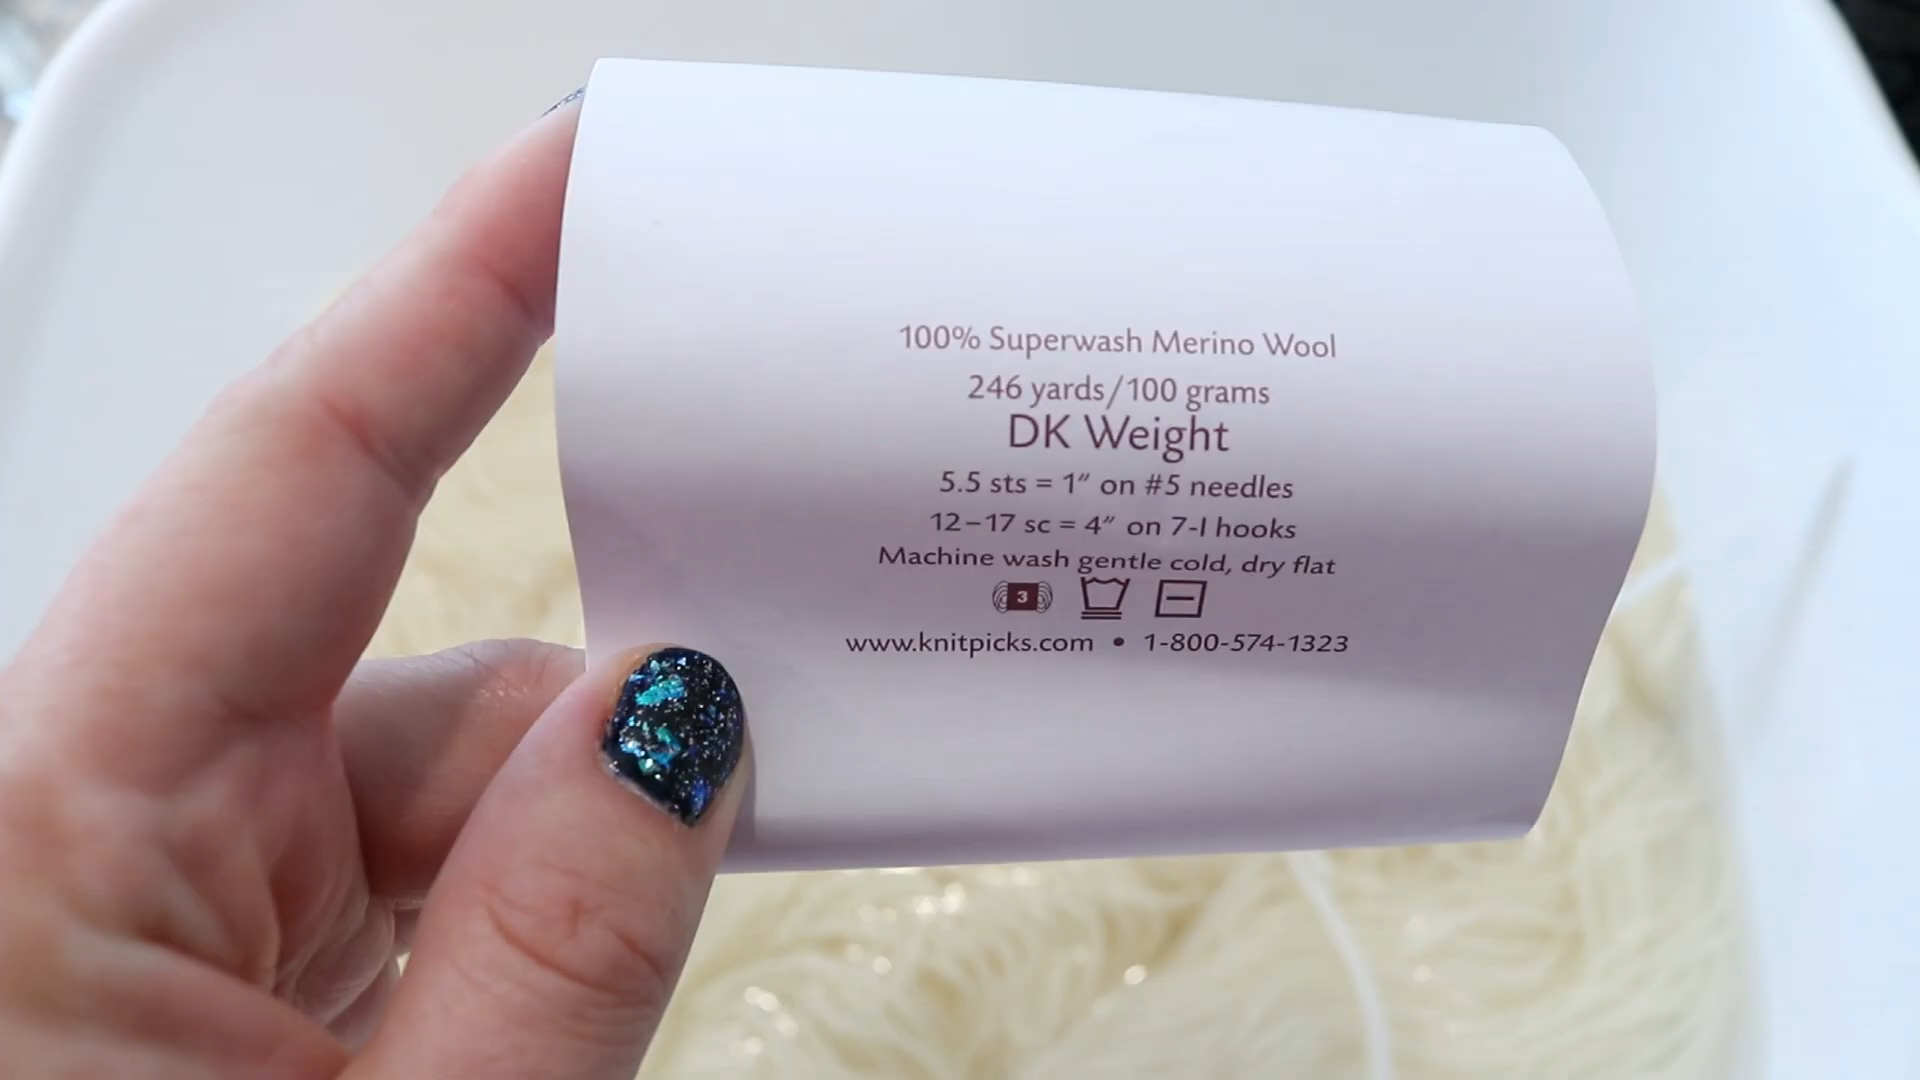 100% Superwash Merino Wool
246 yards/100 grams
DK Weight
5.5 sts = 1" on #5 needles
12–17 sc = 4" on 7-I hooks
Machine wash gentle cold, dry flat
3
www.knitpicks.com • 1-800-574-1323